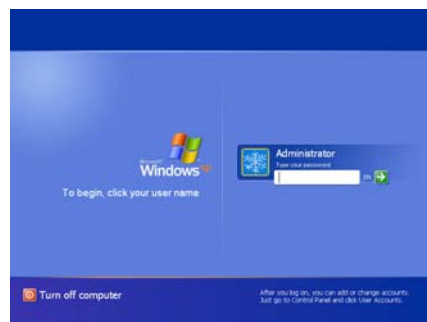 Administrator
Type your password
Microsoft
Windows xp
EN
To begin, click your user name
Turn off computer
After you log on, you can add or change accounts.
Just go to Control Panel and click User Accounts.